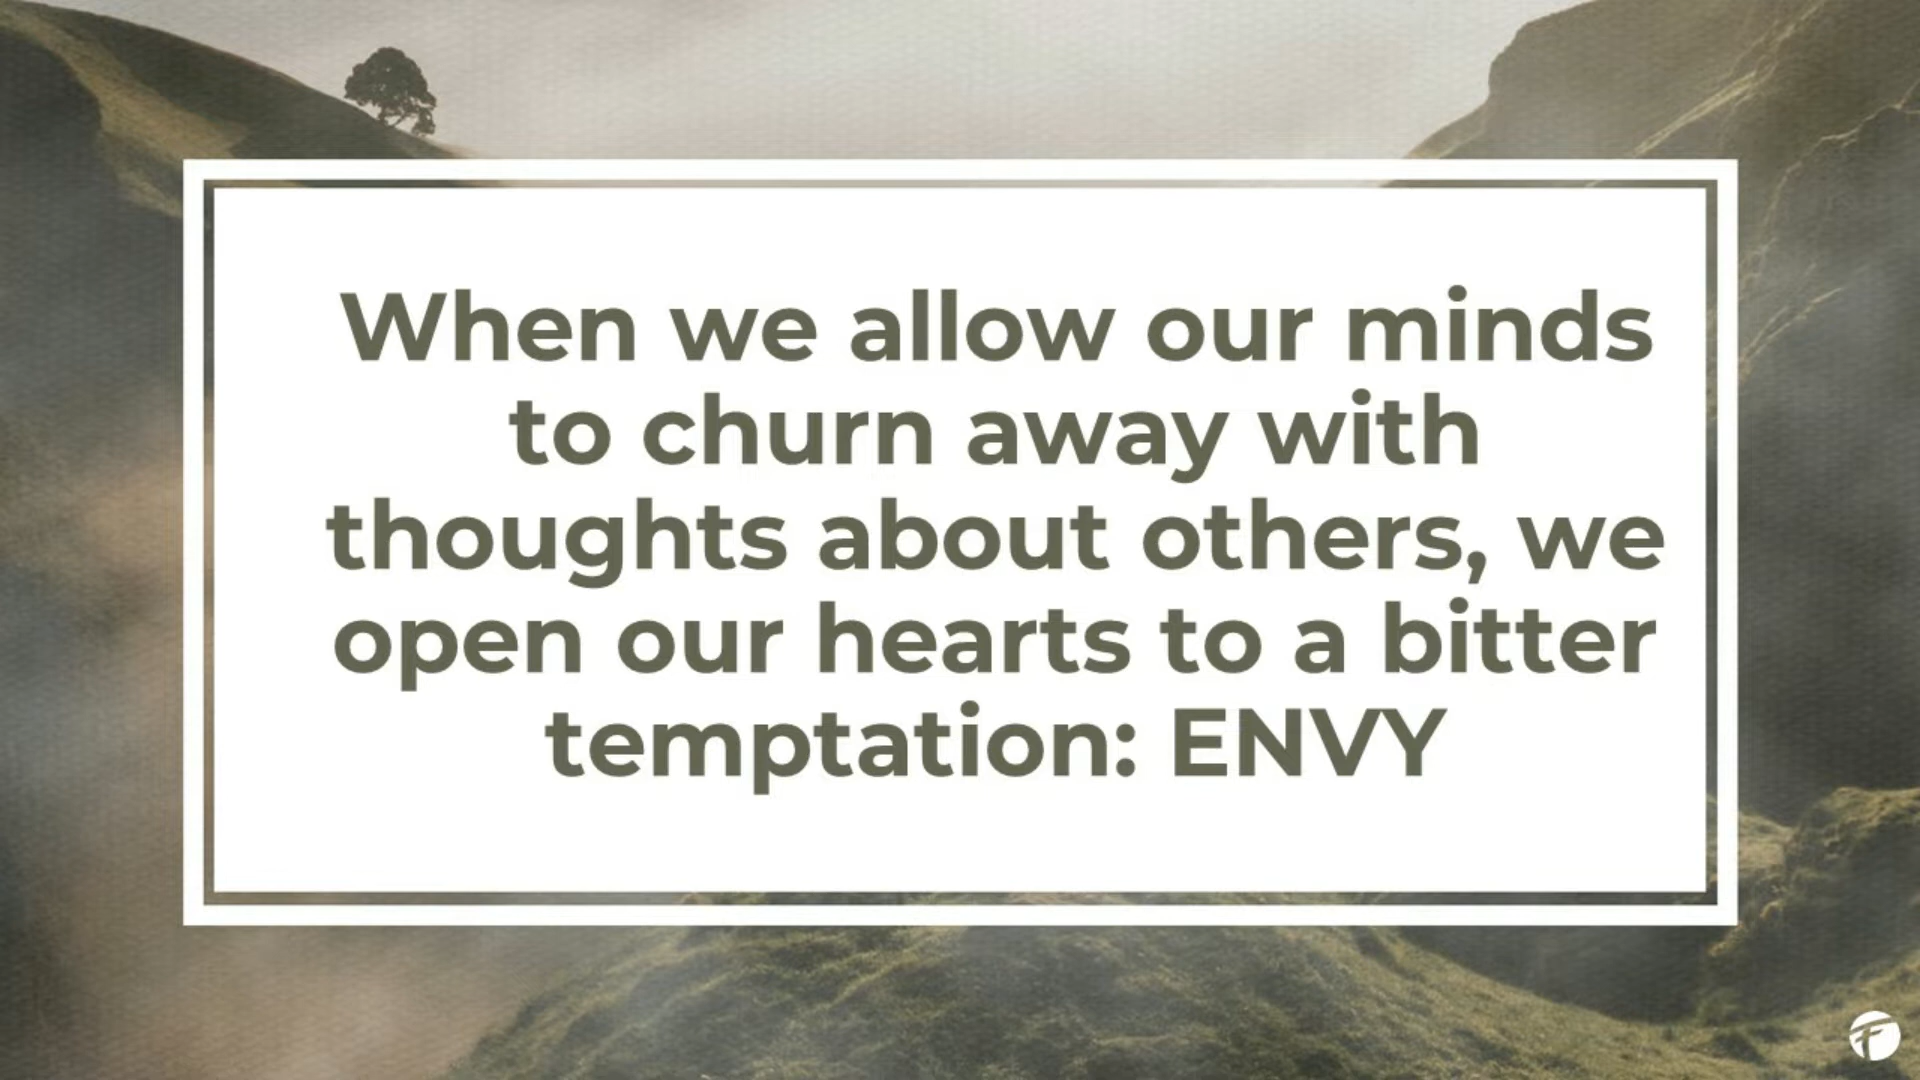 When we allow our minds
to churn away with
thoughts about others, we
open our hearts to a bitter
temptation: ENVY